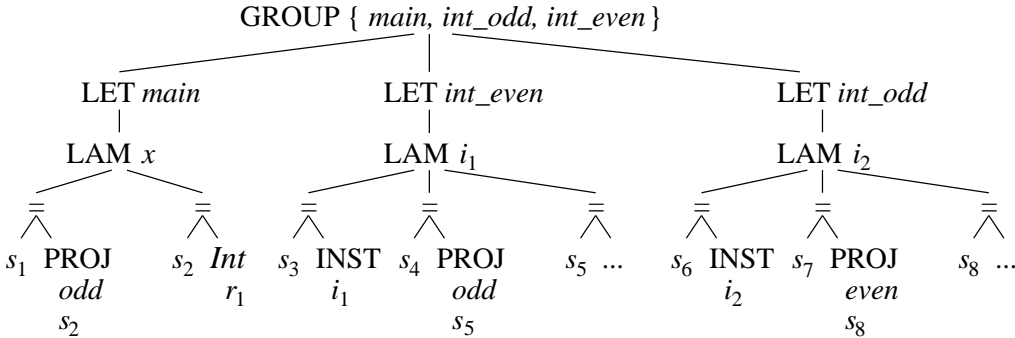 GROUP { main, int_odd, int_even }
LET main LET int_even LET int_odd
LAM x LAM i₁ LAM i₂
= = = = = = = =
s₁ PROJ s₂ Int s₃ INST s₄ PROJ s₅ ... s₆ INST s₇ PROJ s₈ ...
odd r₁ i₁ odd i₂ even
s₂ s₅ s₈